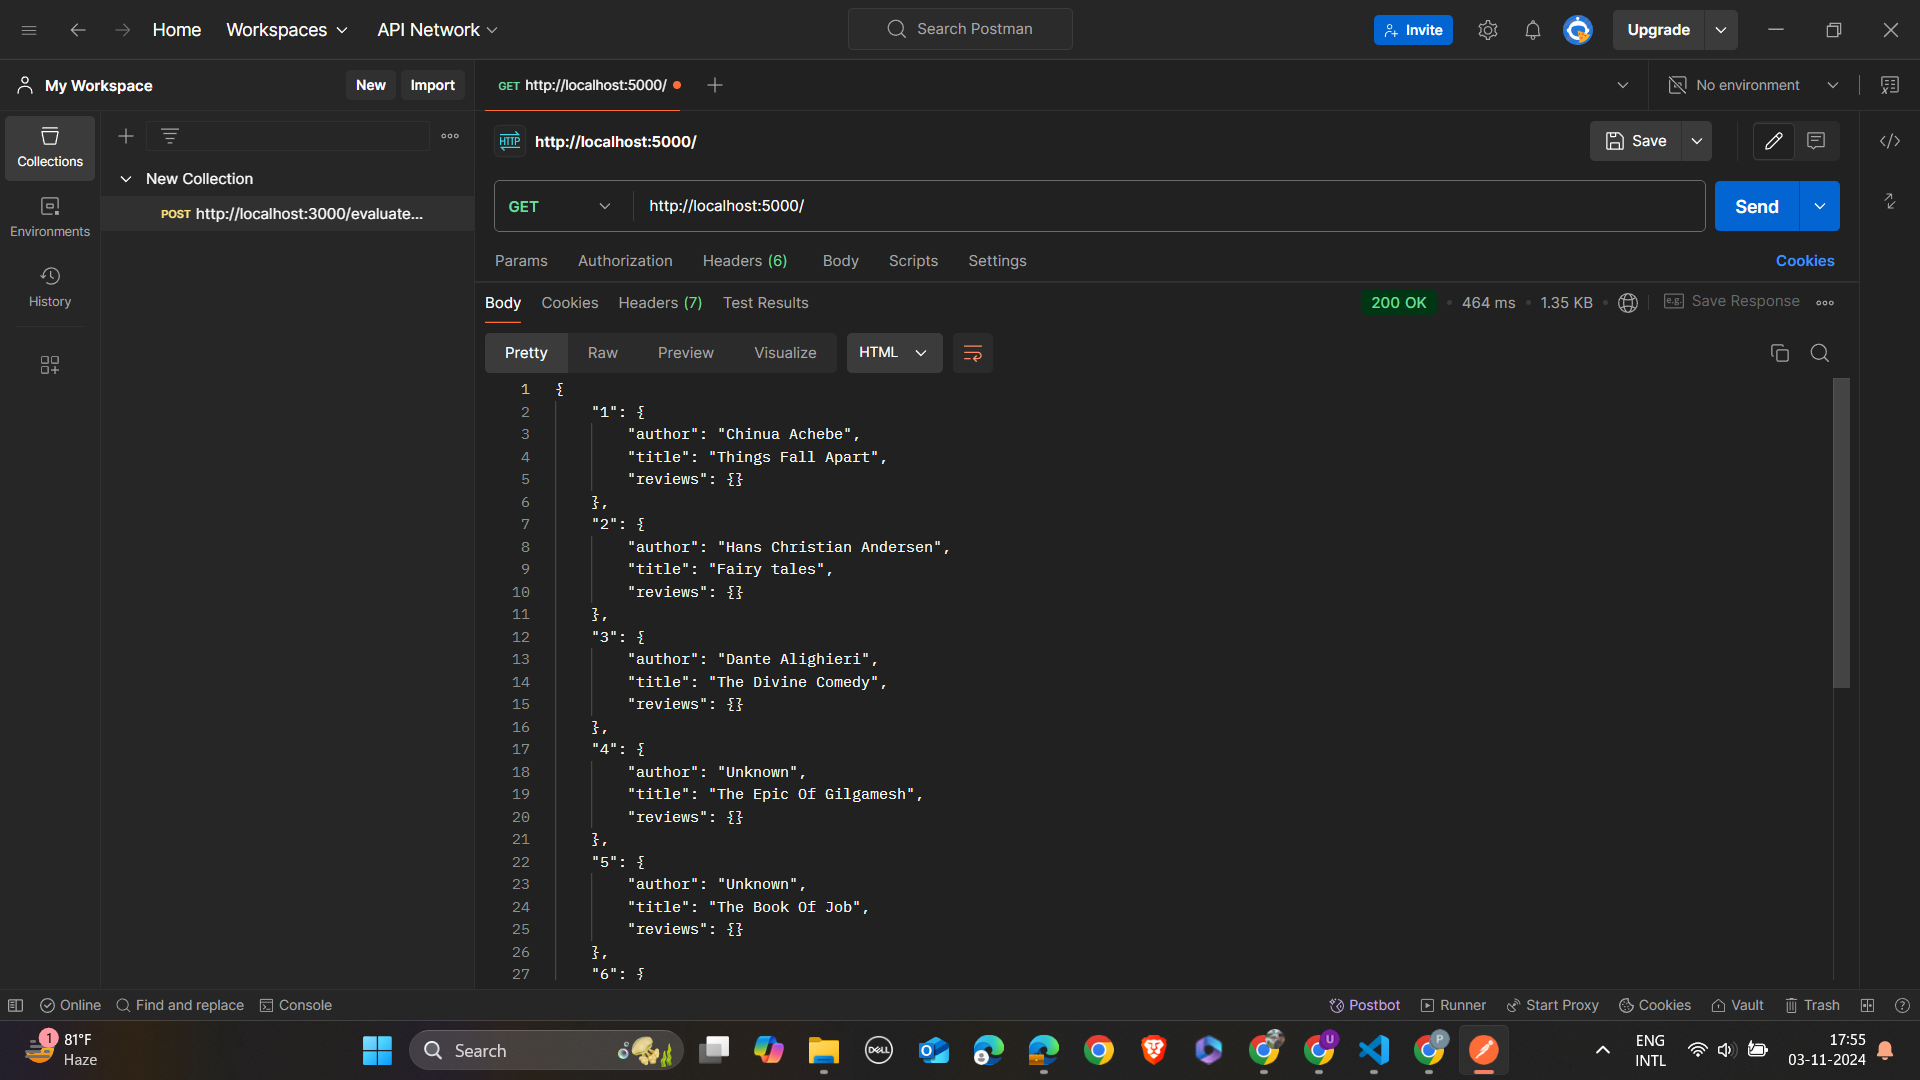 Home Workspaces API Network Search Postman Invite Upgrade
My Workspace New Import GET http://localhost:5000/ No environment
HTTP http://localhost:5000/ Save
Collections
New Collection
POST http://localhost:3000/evaluate...
Environments
History
GET http://localhost:5000/ Send
Params Authorization Headers (6) Body Scripts Settings Cookies
Body Cookies Headers (7) Test Results 200 OK 464 ms 1.35 KB e.g. Save Response
Pretty Raw Preview Visualize HTML
1 {
2 "1": {
3 "author": "Chinua Achebe",
4 "title": "Things Fall Apart",
5 "reviews": {}
6 },
7 "2": {
8 "author": "Hans Christian Andersen",
9 "title": "Fairy tales",
10 "reviews": {}
11 },
12 "3": {
13 "author": "Dante Alighieri",
14 "title": "The Divine Comedy",
15 "reviews": {}
16 },
17 "4": {
18 "author": "Unknown",
19 "title": "The Epic Of Gilgamesh",
20 "reviews": {}
21 },
22 "5": {
23 "author": "Unknown",
24 "title": "The Book Of Job",
25 "reviews": {}
26 },
27 "6": {
Online Find and replace Console Postbot Runner Start Proxy Cookies Vault Trash
1 81°F
Haze
Search
DELL
U
P
ENG
INTL
17:55
03-11-2024